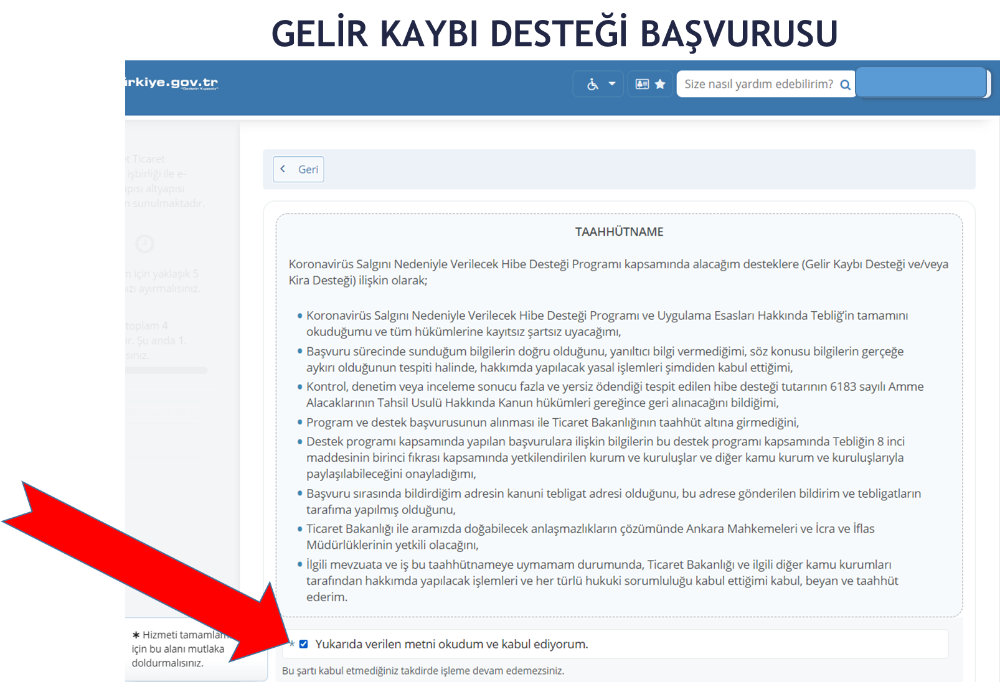 GELİR KAYBI DESTEĞİ BAŞVURUSU
ürkiye.gov.tr
"Devletin Kısayolu"
Size nasıl yardım edebilirim?
t Ticaret
işbirliği ile e-
apısı altyapısı
n sunulmaktadır.
m için yaklaşık 5
ızı ayırmalısınız.
toplam 4
ır. Şu anda 1.
sınız.
Geri
TAAHHÜTNAME
Koronavirüs Salgını Nedeniyle Verilecek Hibe Desteği Programı kapsamında alacağım desteklere (Gelir Kaybı Desteği ve/veya
Kira Desteği) ilişkin olarak;
• Koronavirüs Salgını Nedeniyle Verilecek Hibe Desteği Programı ve Uygulama Esasları Hakkında Tebliğ'in tamamını
okuduğumu ve tüm hükümlerine kayıtsız şartsız uyacağımı,
• Başvuru sürecinde sunduğum bilgilerin doğru olduğunu, yanıltıcı bilgi vermediğimi, söz konusu bilgilerin gerçeğe
aykırı olduğunun tespiti halinde, hakkımda yapılacak yasal işlemleri şimdiden kabul ettiğimi,
• Kontrol, denetim veya inceleme sonucu fazla ve yersiz ödendiği tespit edilen hibe desteği tutarının 6183 sayılı Amme
Alacaklarının Tahsil Usulü Hakkında Kanun hükümleri gereğince geri alınacağını bildiğimi,
• Program ve destek başvurusunun alınması ile Ticaret Bakanlığının taahhüt altına girmediğini,
• Destek programı kapsamında yapılan başvurulara ilişkin bilgilerin bu destek programı kapsamında Tebliğin 8 inci
maddesinin birinci fıkrası kapsamında yetkilendirilen kurum ve kuruluşlar ve diğer kamu kurum ve kuruluşlarıyla
paylaşılabileceğini onayladığımı,
• Başvuru sırasında bildirdiğim adresin kanuni tebligat adresi olduğunu, bu adrese gönderilen bildirim ve tebligatların
tarafıma yapılmış olduğunu,
• Ticaret Bakanlığı ile aramızda doğabilecek anlaşmazlıkların çözümünde Ankara Mahkemeleri ve İcra ve İflas
Müdürlüklerinin yetkili olacağını,
• İlgili mevzuata ve iş bu taahhütnameye uymamam durumunda, Ticaret Bakanlığı ve ilgili diğer kamu kurumları
tarafından hakkımda yapılacak işlemleri ve her türlü hukuki sorumluluğu kabul ettiğimi kabul, beyan ve taahhüt
ederim.
* Hizmeti tamamlam
için bu alanı mutlaka
doldurmalısınız.
* Yukarıda verilen metni okudum ve kabul ediyorum.
Bu şartı kabul etmediğiniz takdirde işleme devam edemezsiniz.